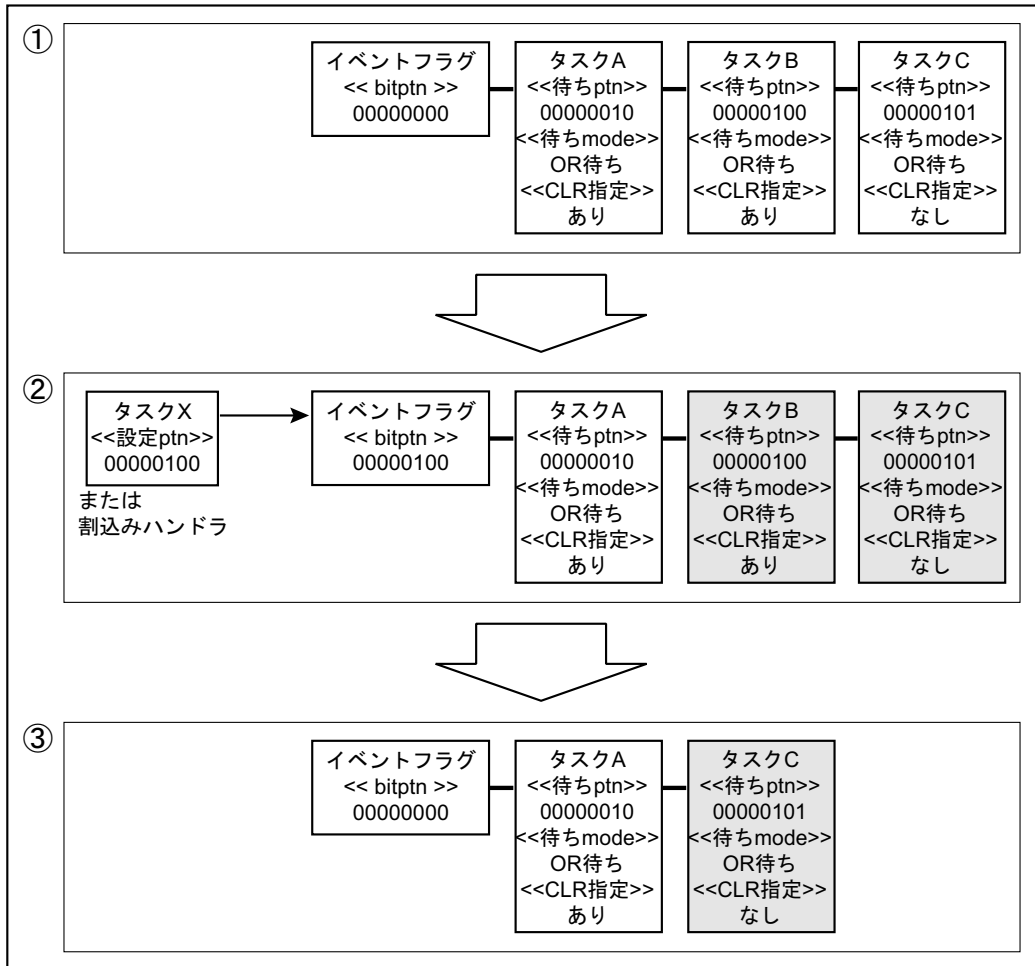 ①
イベントフラグ
<< bitptn >>
00000000
タスクA
<<待ちptn>>
00000010
<<待ちmode>>
OR待ち
<<CLR指定>>
あり
タスクB
<<待ちptn>>
00000100
<<待ちmode>>
OR待ち
<<CLR指定>>
あり
タスクC
<<待ちptn>>
00000101
<<待ちmode>>
OR待ち
<<CLR指定>>
なし
②
タスクX
<<設定ptn>>
00000100
または
割込みハンドラ
イベントフラグ
<< bitptn >>
00000100
タスクA
<<待ちptn>>
00000010
<<待ちmode>>
OR待ち
<<CLR指定>>
あり
タスクB
<<待ちptn>>
00000100
<<待ちmode>>
OR待ち
<<CLR指定>>
あり
タスクC
<<待ちptn>>
00000101
<<待ちmode>>
OR待ち
<<CLR指定>>
なし
③
イベントフラグ
<< bitptn >>
00000000
タスクA
<<待ちptn>>
00000010
<<待ちmode>>
OR待ち
<<CLR指定>>
あり
タスクC
<<待ちptn>>
00000101
<<待ちmode>>
OR待ち
<<CLR指定>>
なし